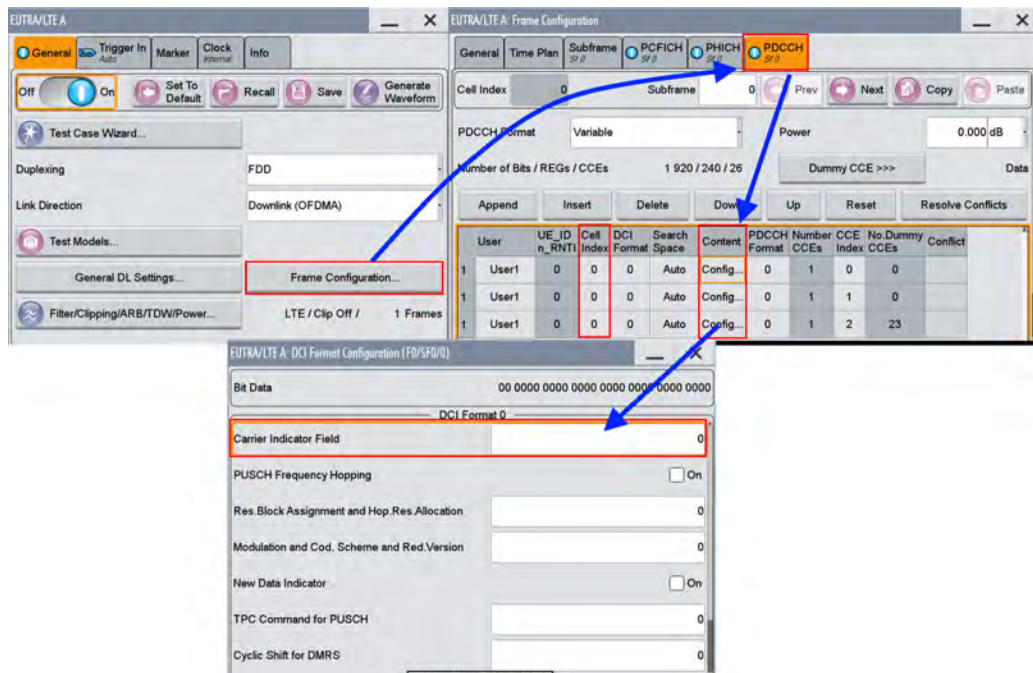 EUTRA/LTE A
General
Trigger In
Auto
Marker
Clock
Internal
Info
Off
On
Set To
Default
Recall
Save
Generate
Waveform
Test Case Wizard...
Duplexing
FDD
Link Direction
Downlink (OFDMA)
Test Models...
General DL Settings...
Frame Configuration...
Filter/Clipping/ARB/TDW/Power...
LTE / Clip Off / 1 Frames
EUTRA/LTE A: Frame Configuration
General
Time Plan
Subframe
Sf 0
PCFICH
Sf 0
PHICH
Sf 0
PDCCH
Sf 0
Cell Index 0
Subframe 0
Prev
Next
Copy
Paste
PDCCH Format Variable
Power 0.000 dB
Number of Bits / REGs / CCEs 1 920 / 240 / 26
Dummy CCE >>>
Data
Append Insert Delete Down Up Reset Resolve Conflicts
User UE_ID n_RNTI Cell Index DCI Format Search Space Content PDCCH Format Number CCEs CCE Index No.Dummy CCEs Conflict
1 User1 0 0 0 Auto Config... 0 1 0 0
1 User1 0 0 0 Auto Config... 0 1 1 0
1 User1 0 0 0 Auto Config... 0 1 2 23
EUTRA/LTE A: DCI Format Configuration (F0/SF0/0)
Bit Data 00 0000 0000 0000 0000 0000 0000 0000
DCI Format 0
Carrier Indicator Field 0
PUSCH Frequency Hopping On
Res.Block Assignment and Hop.Res.Allocation 0
Modulation and Cod. Scheme and Red.Version 0
New Data Indicator On
TPC Command for PUSCH 0
Cyclic Shift for DMRS 0